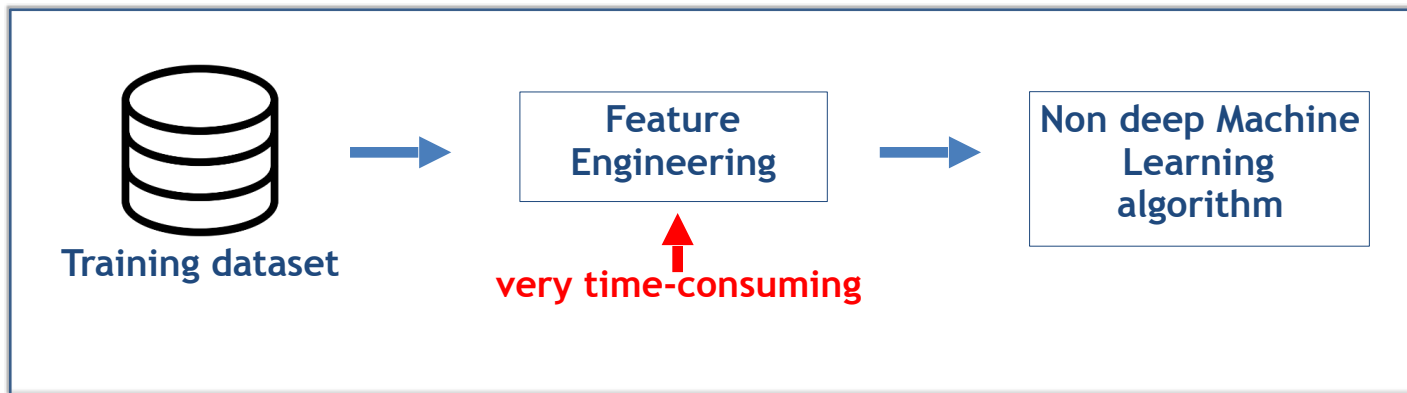 Training dataset
Feature
Engineering
very time-consuming
Non deep Machine
Learning
algorithm